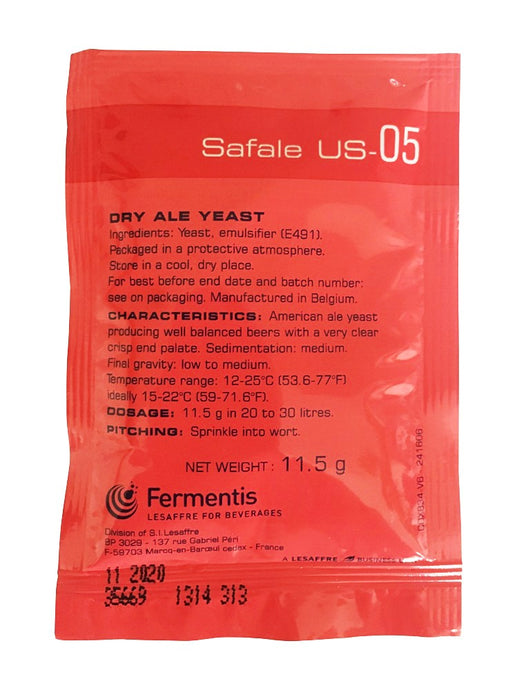 Safale US-05
DRY ALE YEAST
Ingredients: Yeast, emulsifier (E491).
Packaged in a protective atmosphere.
Store in a cool, dry place.
For best before end date and batch number:
see on packaging. Manufactured in Belgium.
CHARACTERISTICS: American ale yeast
producing well balanced beers with a very clear
crisp end palate. Sedimentation: medium.
Final gravity: low to medium.
Temperature range: 12-25°C (53.6-77°F)
ideally 15-22°C (59-71.6°F).
DOSAGE: 11.5 g in 20 to 30 litres.
PITCHING: Sprinkle into wort.
NET WEIGHT: 11.5 g
Fermentis
LESAFFRE FOR BEVERAGES
Division of S.I.Lesaffre
BP 3029 - 137 rue Gabriel Péri
F-59703 Marcq-en-Barœul cedex - France
A LESAFFRE BUSINESS
11 2020
35669 1314 313
241606